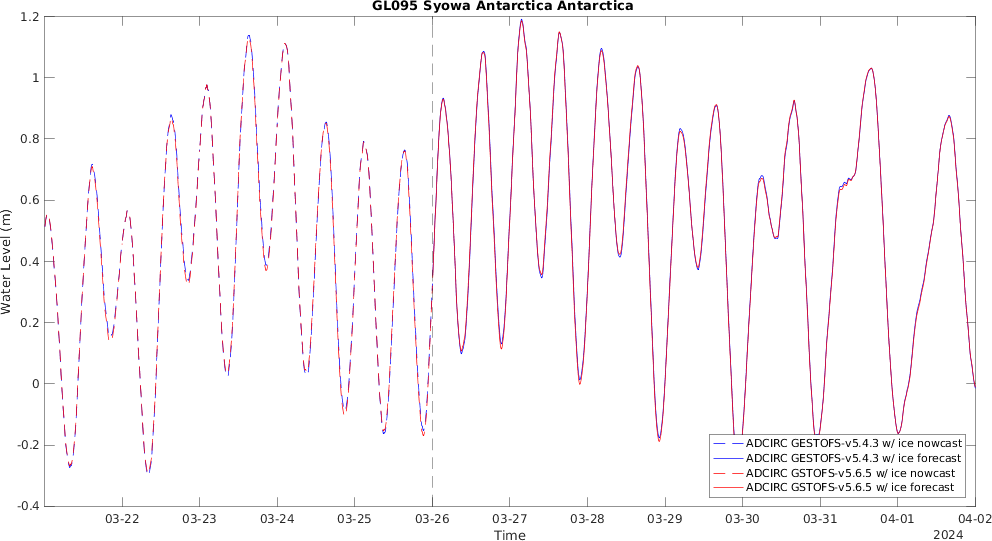 GL095 Syowa Antarctica Antarctica
1.2
1
0.8
0.6
0.4
0.2
0
-0.2
-0.4
Water Level (m)
ADCIRC GESTOFS-v5.4.3 w/ ice nowcast
ADCIRC GESTOFS-v5.4.3 w/ ice forecast
ADCIRC GSTOFS-v5.6.5 w/ ice nowcast
ADCIRC GSTOFS-v5.6.5 w/ ice forecast
03-22 03-23 03-24 03-25 03-26 03-27 03-28 03-29 03-30 03-31 04-01 04-02
Time
2024